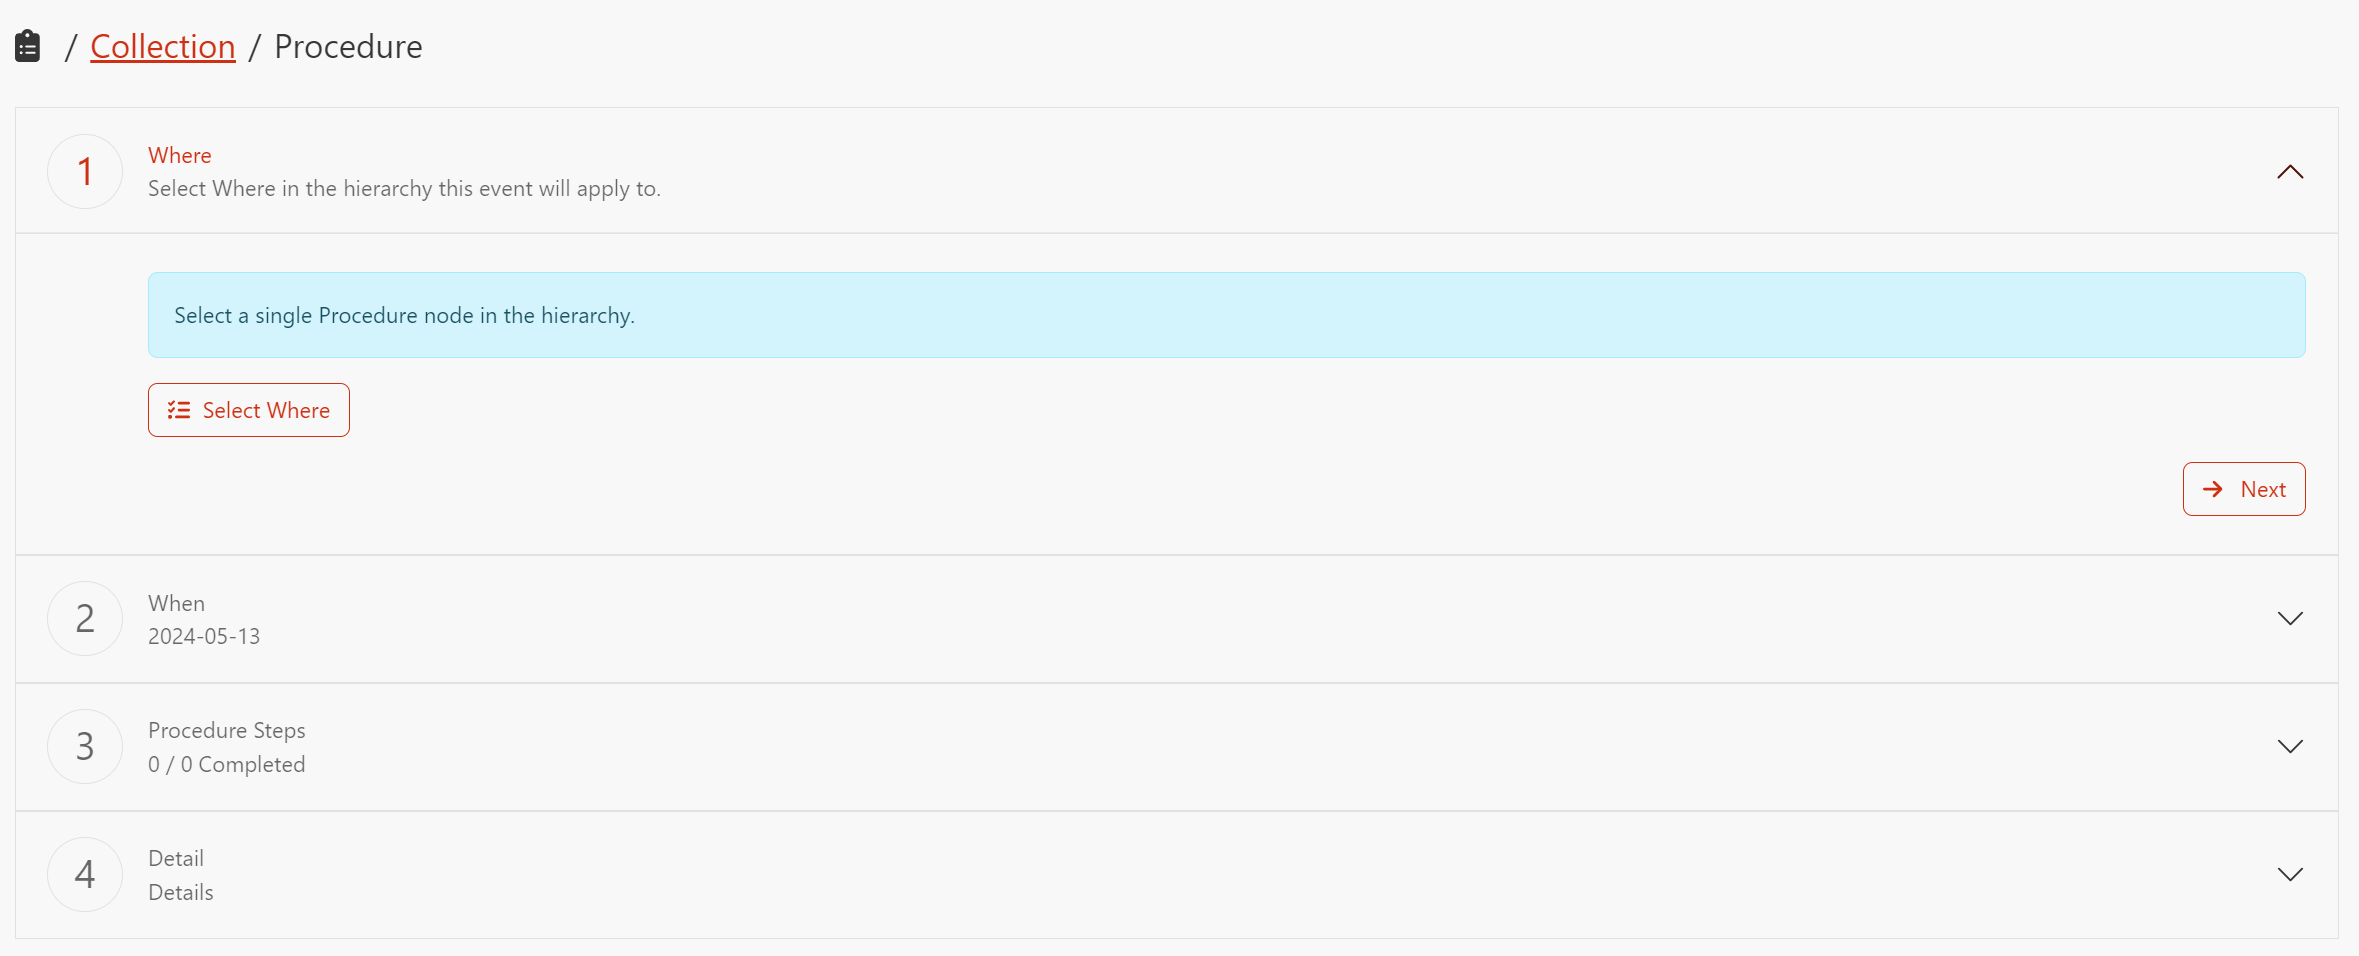 / Collection / Procedure
1
Where
Select Where in the hierarchy this event will apply to.
Select a single Procedure node in the hierarchy.
Select Where
Next
2
When
2024-05-13
3
Procedure Steps
0 / 0 Completed
4
Detail
Details